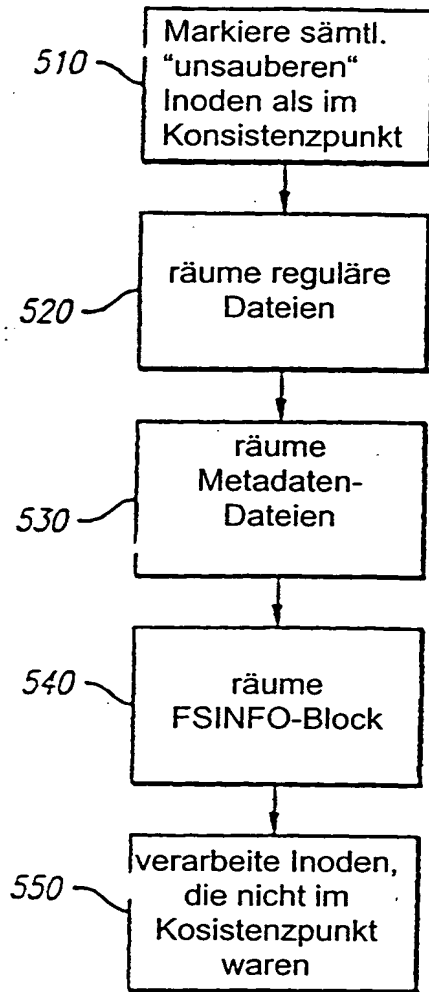 510
Markiere sämtl.
“unsauberen“
Inoden als im
Konsistenzpunkt
520
räume reguläre
Dateien
530
räume
Metadaten-
Dateien
540
räume
FSINFO-Block
550
verarbeite Inoden,
die nicht im
Kosistenzpunkt
waren